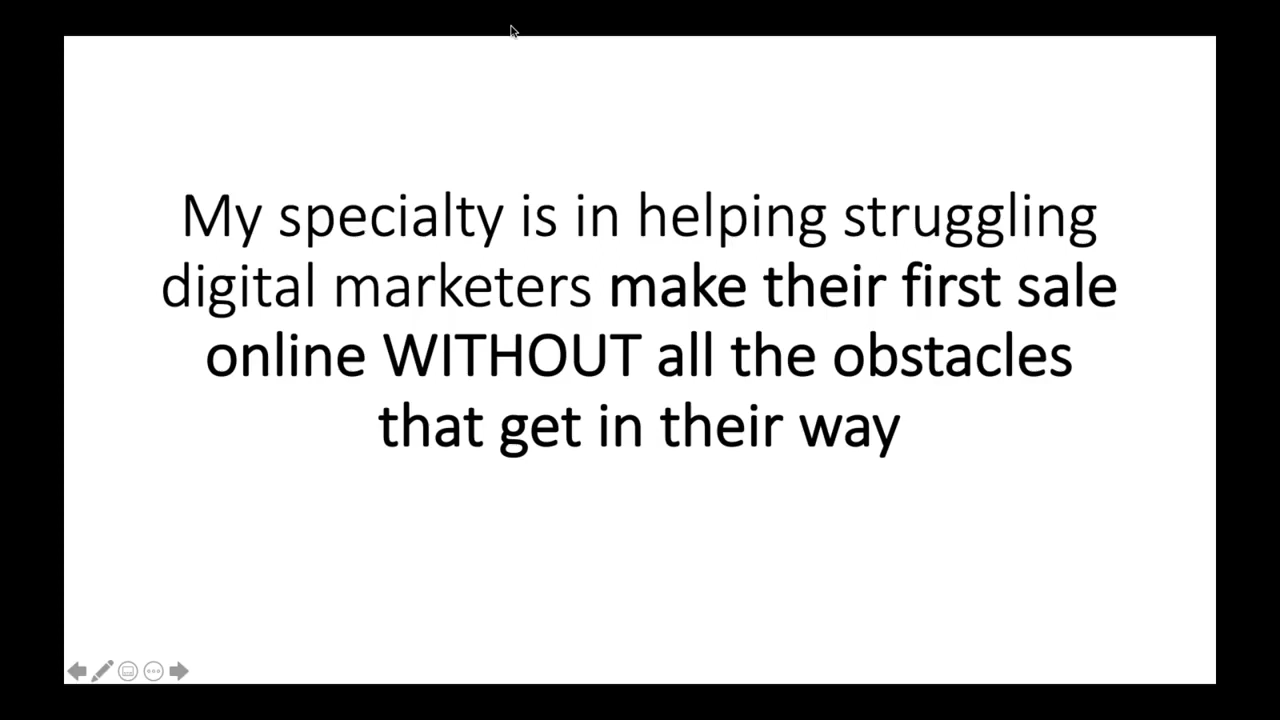 My specialty is in helping struggling
digital marketers make their first sale
online WITHOUT all the obstacles
that get in their way